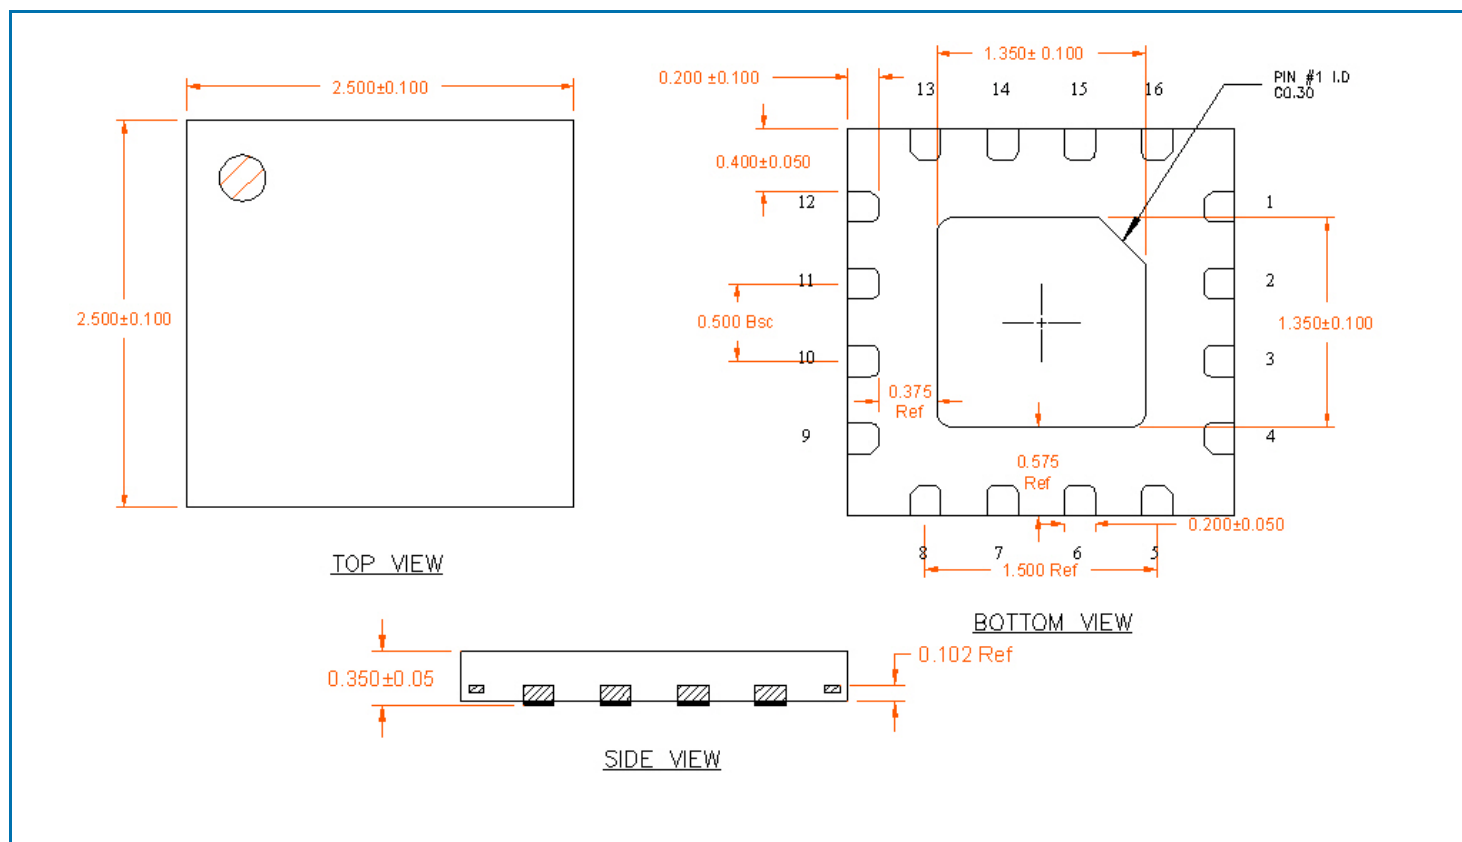 2.500±0.100
2.500±0.100
TOP VIEW
1.350± 0.100
0.200 ±0.100
PIN #1 I.D
C0.30
13 14 15 16
0.400±0.050
12 1
11 2
0.500 Bsc
1.350±0.100
10 3
0.375
Ref
9 4
0.575
Ref
0.200±0.050
8 7 6 5
1.500 Ref
BOTTOM VIEW
0.350±0.05
0.102 Ref
SIDE VIEW